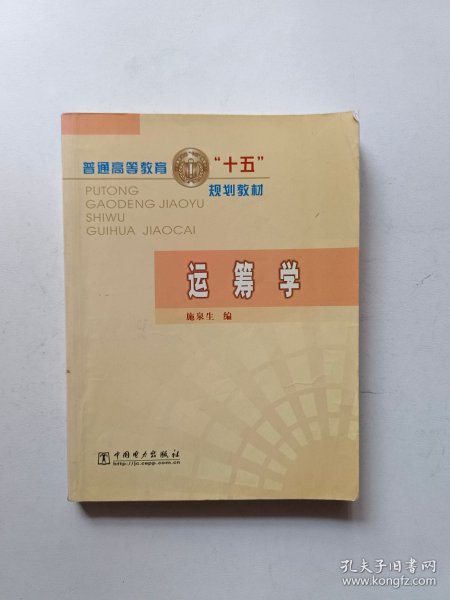 普通高等教育 “十五”
规划教材
PUTONG
GAODENG JIAOYU
SHIWU
GUIHUA JIAOCAI
运筹学
施泉生 编
中国电力出版社
http://jc.cepp.com.cn
孔夫子旧书网
www.kongfz.com